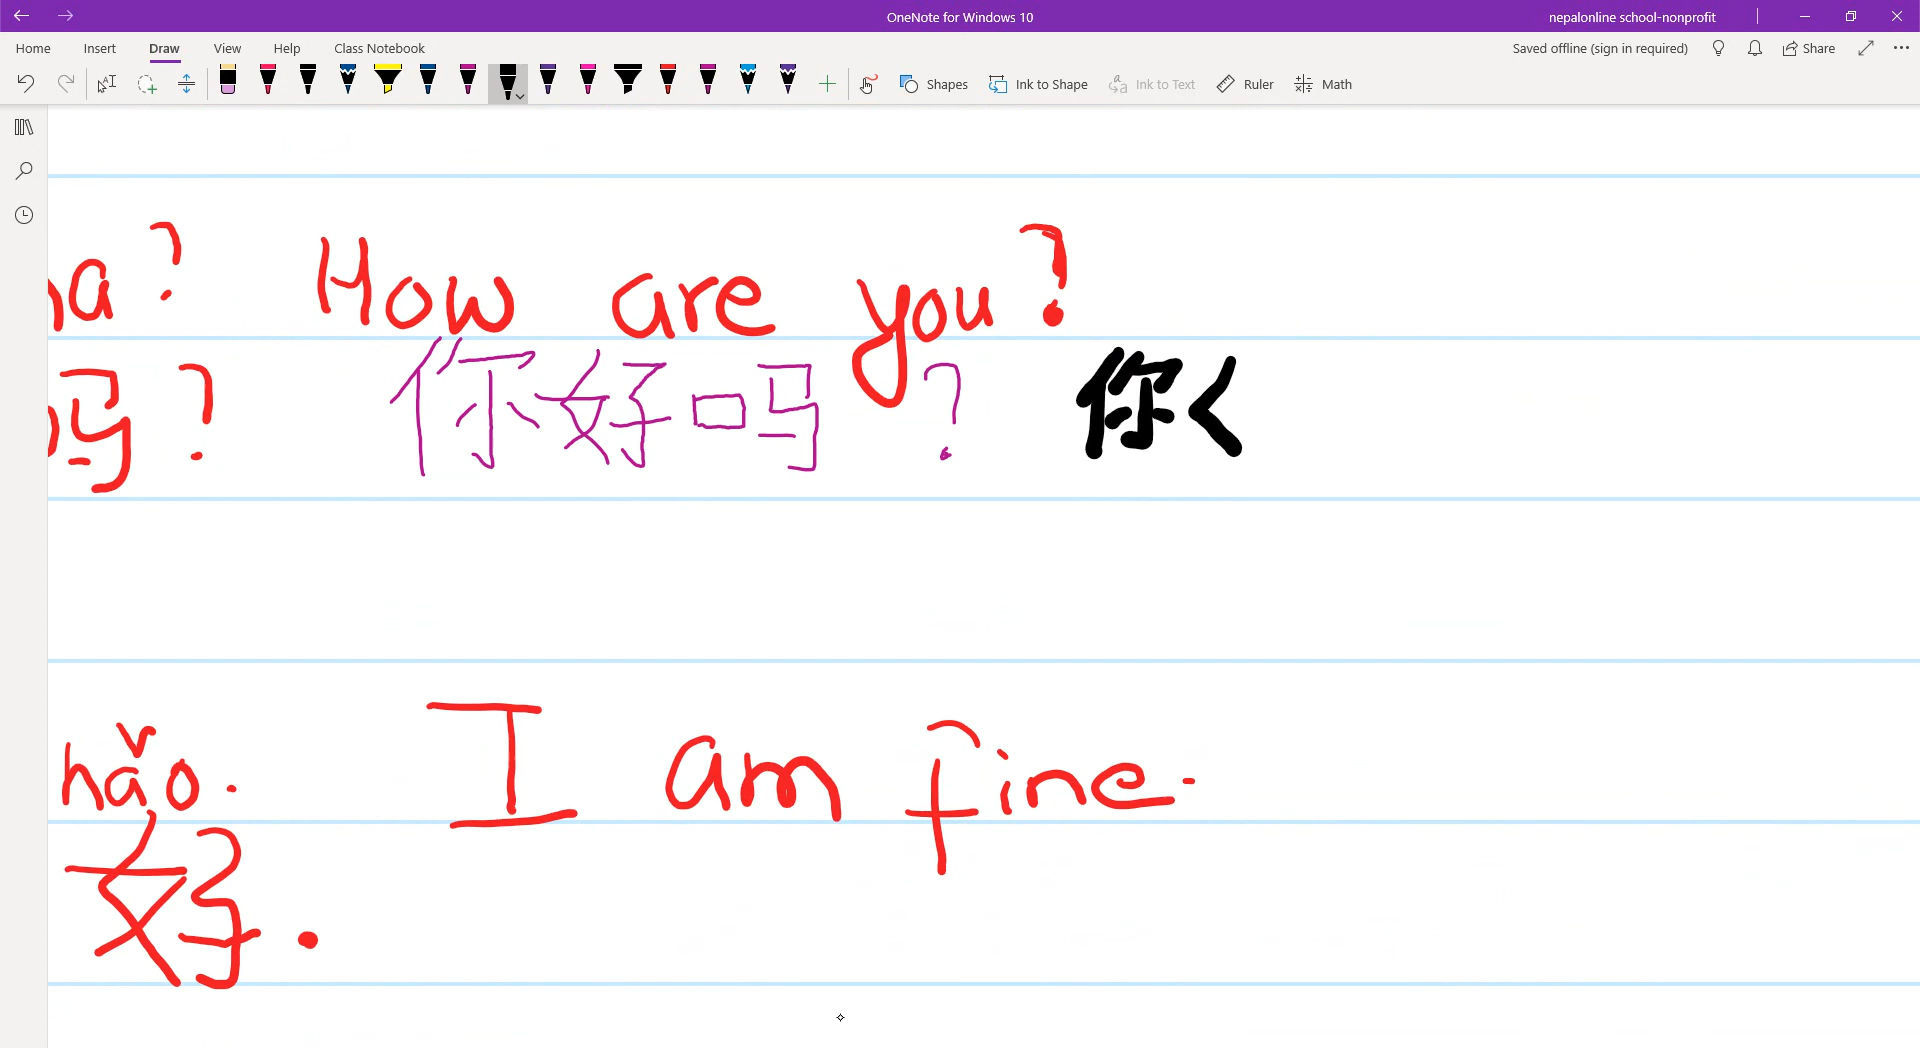 OneNote for Windows 10
nepalonline school-nonprofit
Home Insert Draw View Help Class Notebook
Saved offline (sign in required) Share
Shapes Ink to Shape Ink to Text Ruler Math
na? How are you?
吗? 你好吗? 你く
hǎo. I am fine.
好.